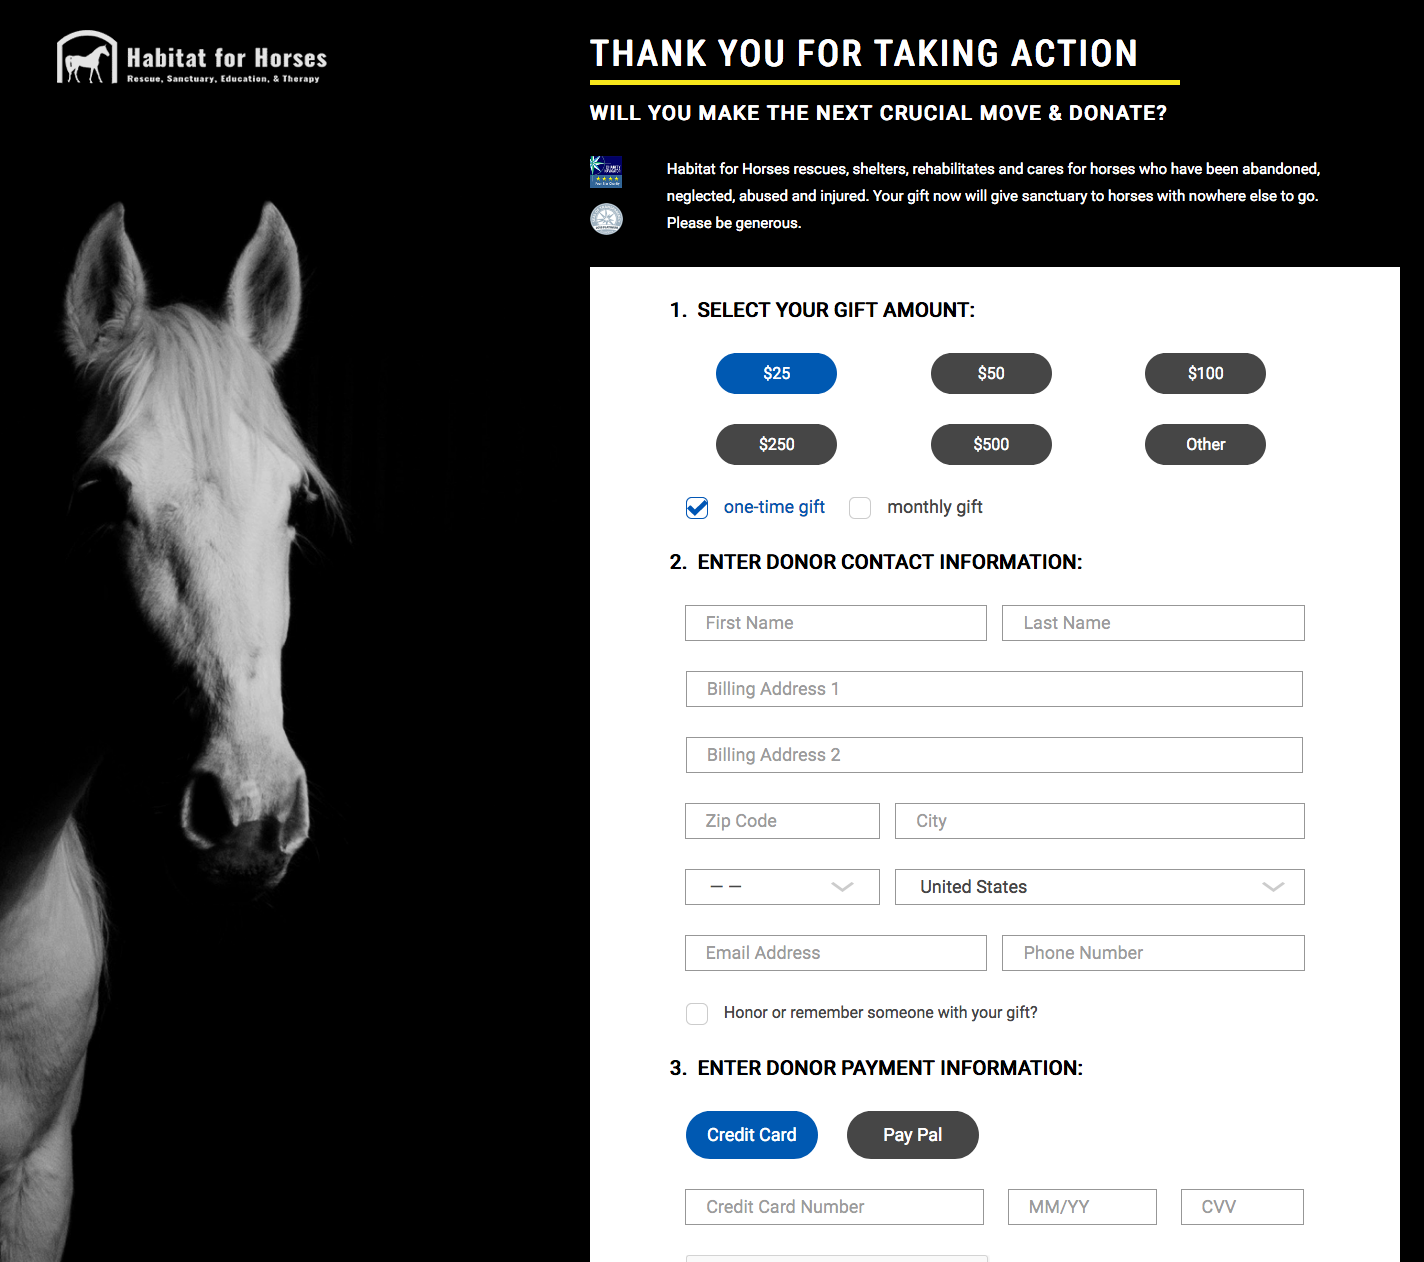 Habitat for Horses
Rescue, Sanctuary, Education, & Therapy
THANK YOU FOR TAKING ACTION
WILL YOU MAKE THE NEXT CRUCIAL MOVE & DONATE?
Habitat for Horses rescues, shelters, rehabilitates and cares for horses who have been abandoned,
neglected, abused and injured. Your gift now will give sanctuary to horses with nowhere else to go.
Please be generous.
1. SELECT YOUR GIFT AMOUNT:
$25 $50 $100
$250 $500 Other
one-time gift monthly gift
2. ENTER DONOR CONTACT INFORMATION:
First Name Last Name
Billing Address 1
Billing Address 2
Zip Code City
— — United States
Email Address Phone Number
Honor or remember someone with your gift?
3. ENTER DONOR PAYMENT INFORMATION:
Credit Card Pay Pal
Credit Card Number MM/YY CVV